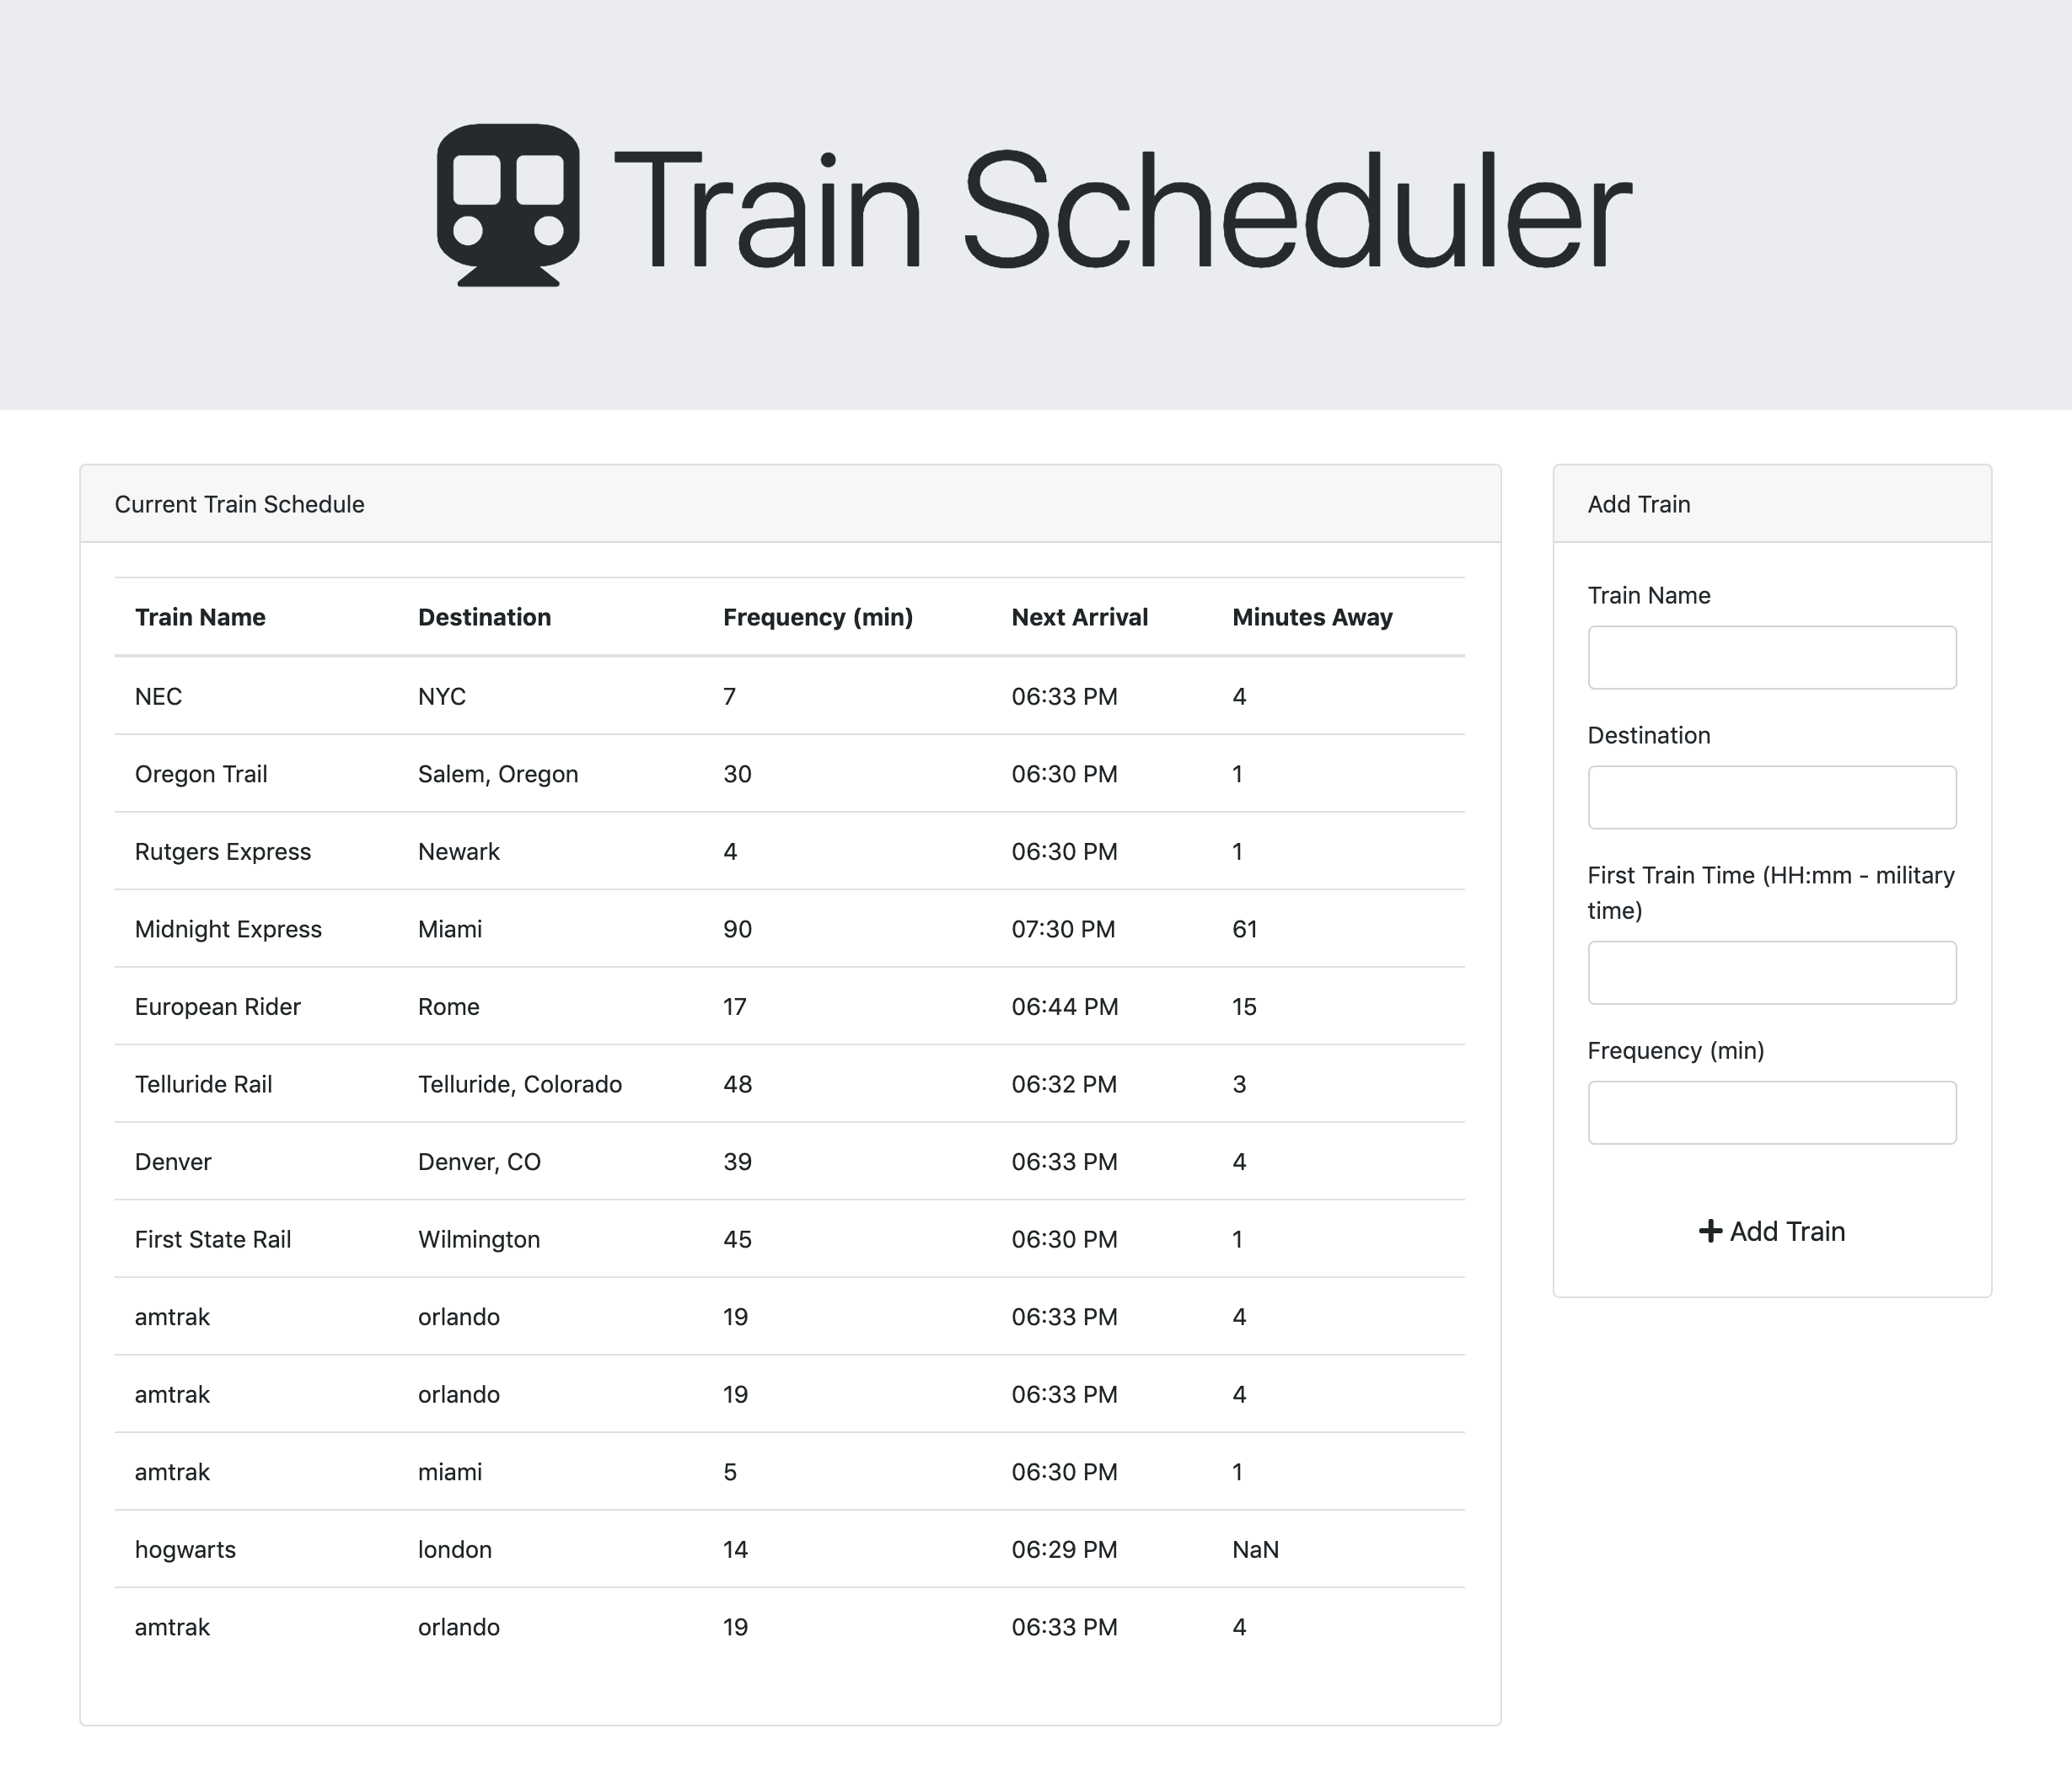 Train Scheduler
Current Train Schedule
Train Name Destination Frequency (min) Next Arrival Minutes Away
NEC NYC 7 06:33 PM 4
Oregon Trail Salem, Oregon 30 06:30 PM 1
Rutgers Express Newark 4 06:30 PM 1
Midnight Express Miami 90 07:30 PM 61
European Rider Rome 17 06:44 PM 15
Telluride Rail Telluride, Colorado 48 06:32 PM 3
Denver Denver, CO 39 06:33 PM 4
First State Rail Wilmington 45 06:30 PM 1
amtrak orlando 19 06:33 PM 4
amtrak orlando 19 06:33 PM 4
amtrak miami 5 06:30 PM 1
hogwarts london 14 06:29 PM NaN
amtrak orlando 19 06:33 PM 4
Add Train
Train Name
Destination
First Train Time (HH:mm - military
time)
Frequency (min)
Add Train